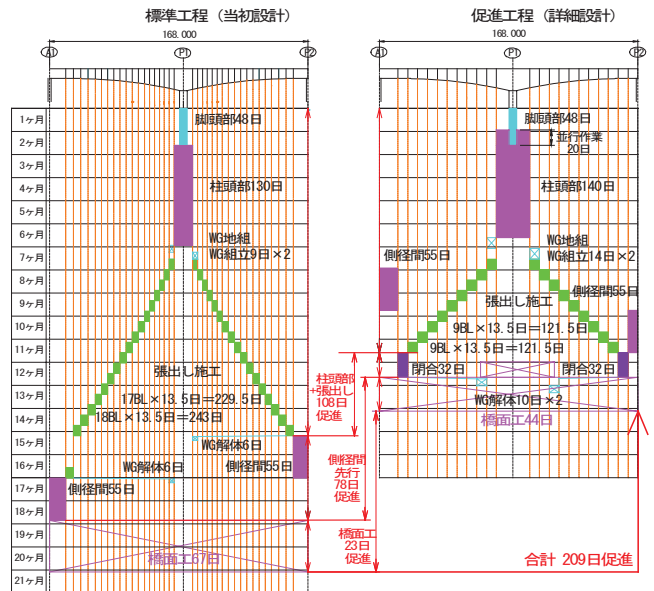 標準工程（当初設計）
168.000
A1
P1
P2
1ヶ月
2ヶ月
3ヶ月
4ヶ月
5ヶ月
6ヶ月
7ヶ月
8ヶ月
9ヶ月
10ヶ月
11ヶ月
12ヶ月
13ヶ月
14ヶ月
15ヶ月
16ヶ月
17ヶ月
18ヶ月
19ヶ月
20ヶ月
21ヶ月
脚頭部48日
柱頭部130日
WG地組
WG組立9日×2
張出し施工
17BL×13.5日=229.5日
18BL×13.5日=243日
WG解体6日
WG解体6日
側径間55日
側径間55日
橋面工67日
柱頭部
+張出し
108日
促進
側径間
先行
78日
促進
橋面工
23日
促進
促進工程（詳細設計）
168.000
A1
P1
P2
脚頭部48日
並行作業
20日
柱頭部140日
WG地組
WG組立14日×2
側径間55日
側径間55日
張出し施工
9BL×13.5日=121.5日
9BL×13.5日=121.5日
閉合32日
閉合32日
WG解体10日×2
橋面工44日
合計 209日促進